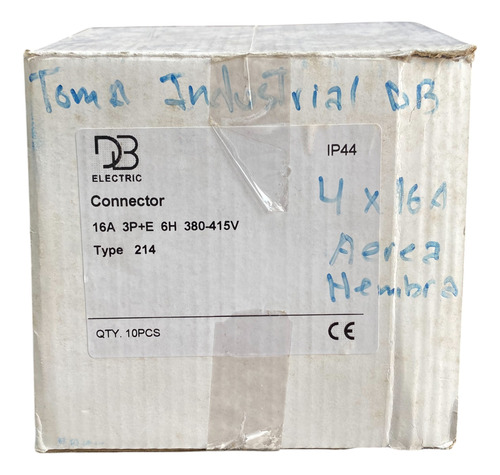 Toma Industrial DB
DB
ELECTRIC
IP44
Connector
16A 3P+E 6H 380-415V
Type 214
4 x 16A
Aerea
Hembra
QTY. 10PCS
CE